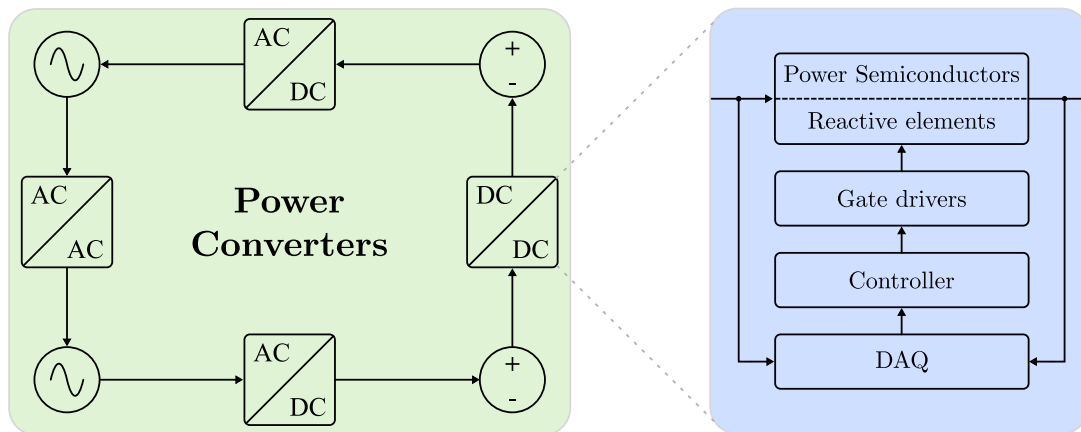 AC
DC
+
-
AC
AC
Power
Converters
DC
DC
AC
DC
+
-
Power Semiconductors
Reactive elements
Gate drivers
Controller
DAQ